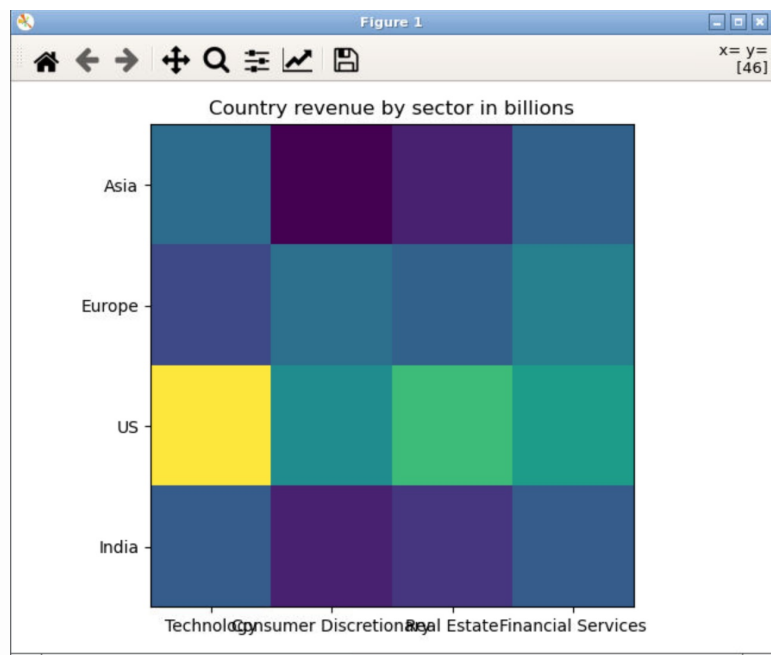 Figure 1
x= y=
[46]
Country revenue by sector in billions
Asia
Europe
US
India
Technology Consumer Discretionary Real Estate Financial Services